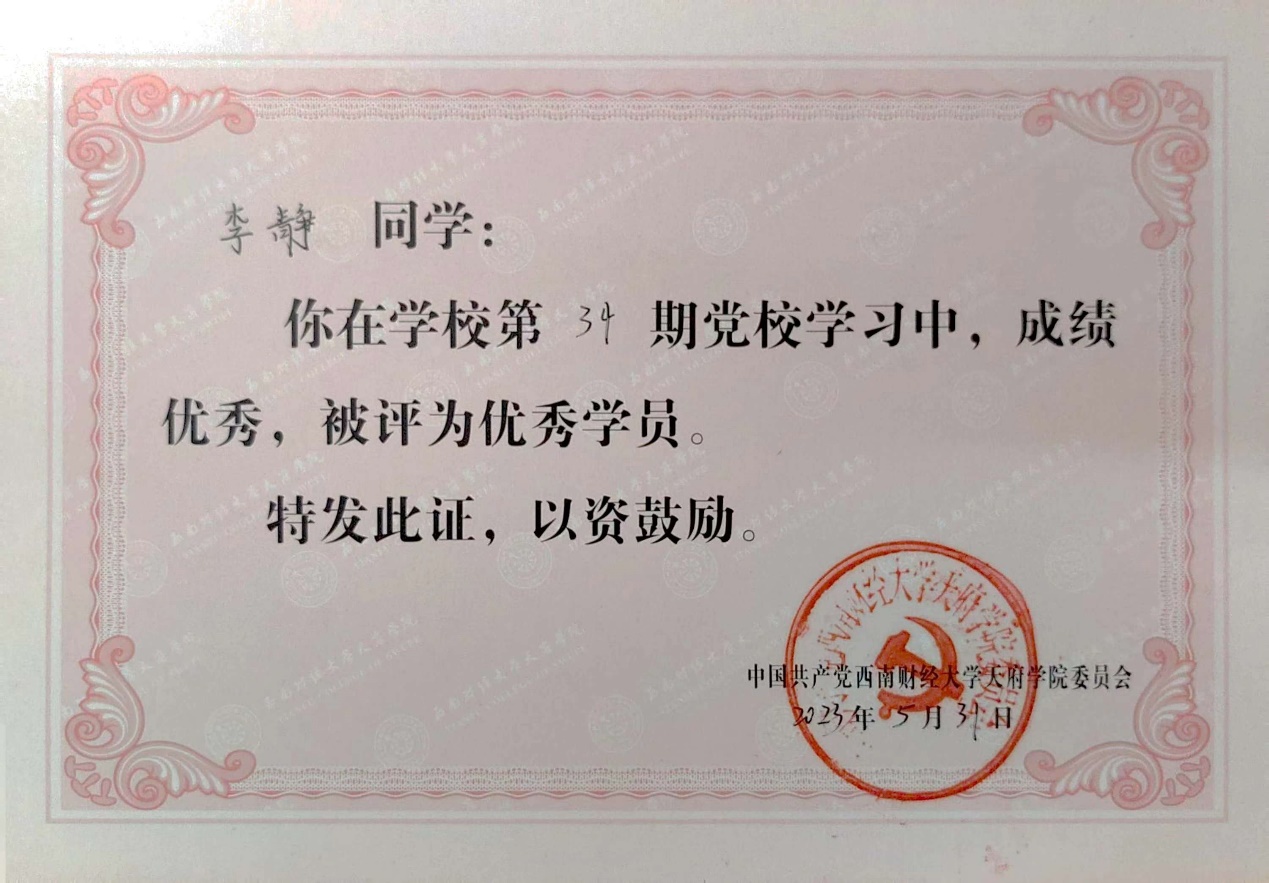 李静 同学：
你在学校第 34 期党校学习中，成绩
优秀，被评为优秀学员。
特发此证，以资鼓励。
中国共产党西南财经大学天府学院委员会
2023年 5 月 31 日